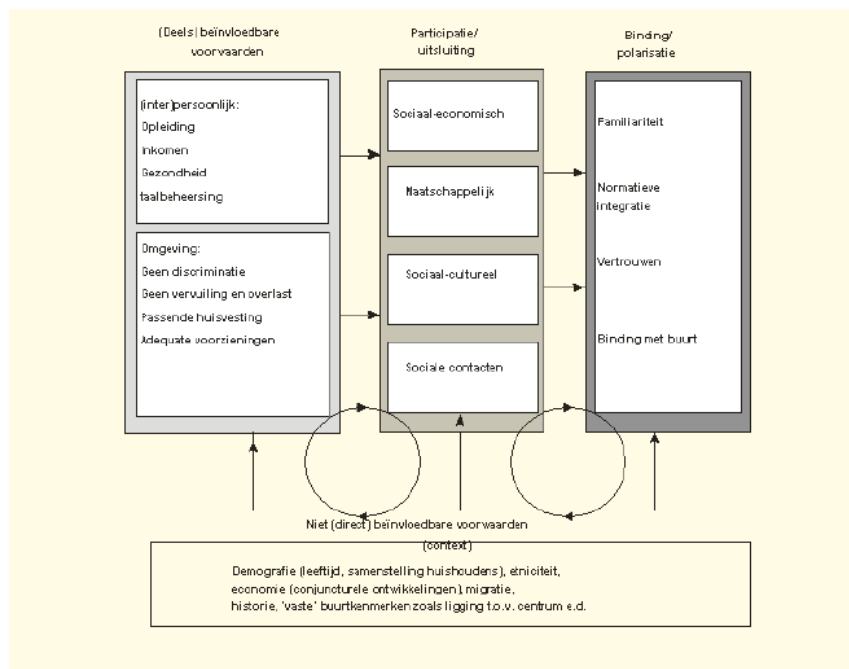 (Deels) beïnvloedbare
voorvaarden
Participatie/
uitsluiting
Binding/
polarisatie
(inter)persoonlijk:
Opleiding
Inkomen
Gezondheid
taalbeheersing
Omgeving:
Geen discriminatie
Geen vervuiling en overlast
Passende huisvesting
Adequate voorzieningen
Sociaal-economisch
Maatschappelijk
Sociaal-cultureel
Sociale contacten
Familiariteit
Normatieve
integratie
Vertrouwen
Binding met buurt
Niet (direct) beïnvloedbare voorwaarden
(context)
Demografie (leeftijd, samenstelling huishoudens), etniciteit,
economie (conjuncturele ontwikkelingen), migratie,
historie, 'vaste' buurtkenmerken zoals ligging t.o.v. centrum e.d.